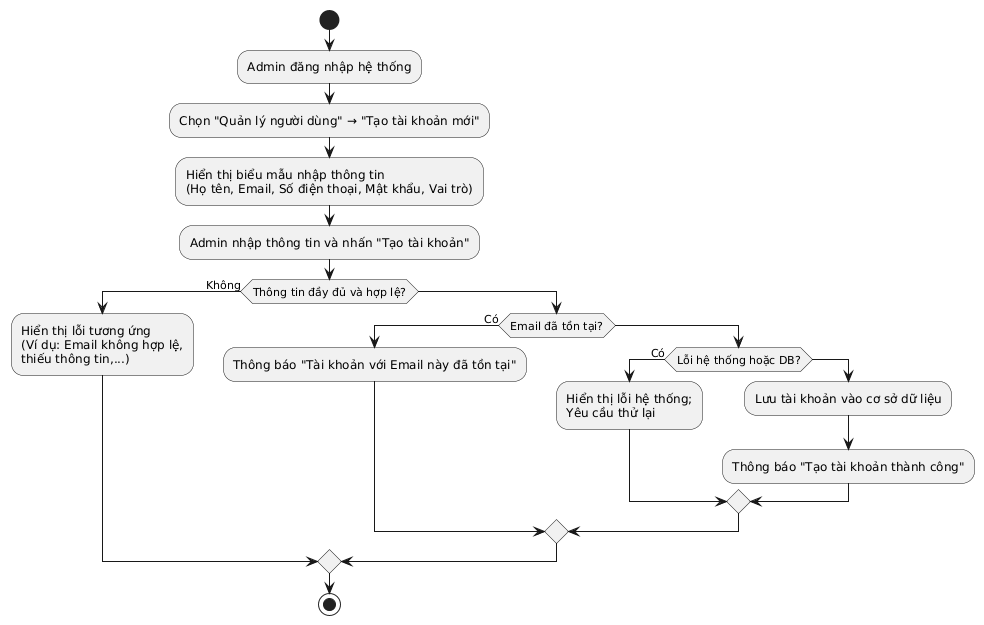 Admin đăng nhập hệ thống
Chọn "Quản lý người dùng" → "Tạo tài khoản mới"
Hiển thị biểu mẫu nhập thông tin
(Họ tên, Email, Số điện thoại, Mật khẩu, Vai trò)
Admin nhập thông tin và nhấn "Tạo tài khoản"
Không
Thông tin đầy đủ và hợp lệ?
Hiển thị lỗi tương ứng
(Ví dụ: Email không hợp lệ,
thiếu thông tin,...)
Có
Email đã tồn tại?
Thông báo "Tài khoản với Email này đã tồn tại"
Có
Lỗi hệ thống hoặc DB?
Hiển thị lỗi hệ thống;
Yêu cầu thử lại
Lưu tài khoản vào cơ sở dữ liệu
Thông báo "Tạo tài khoản thành công"